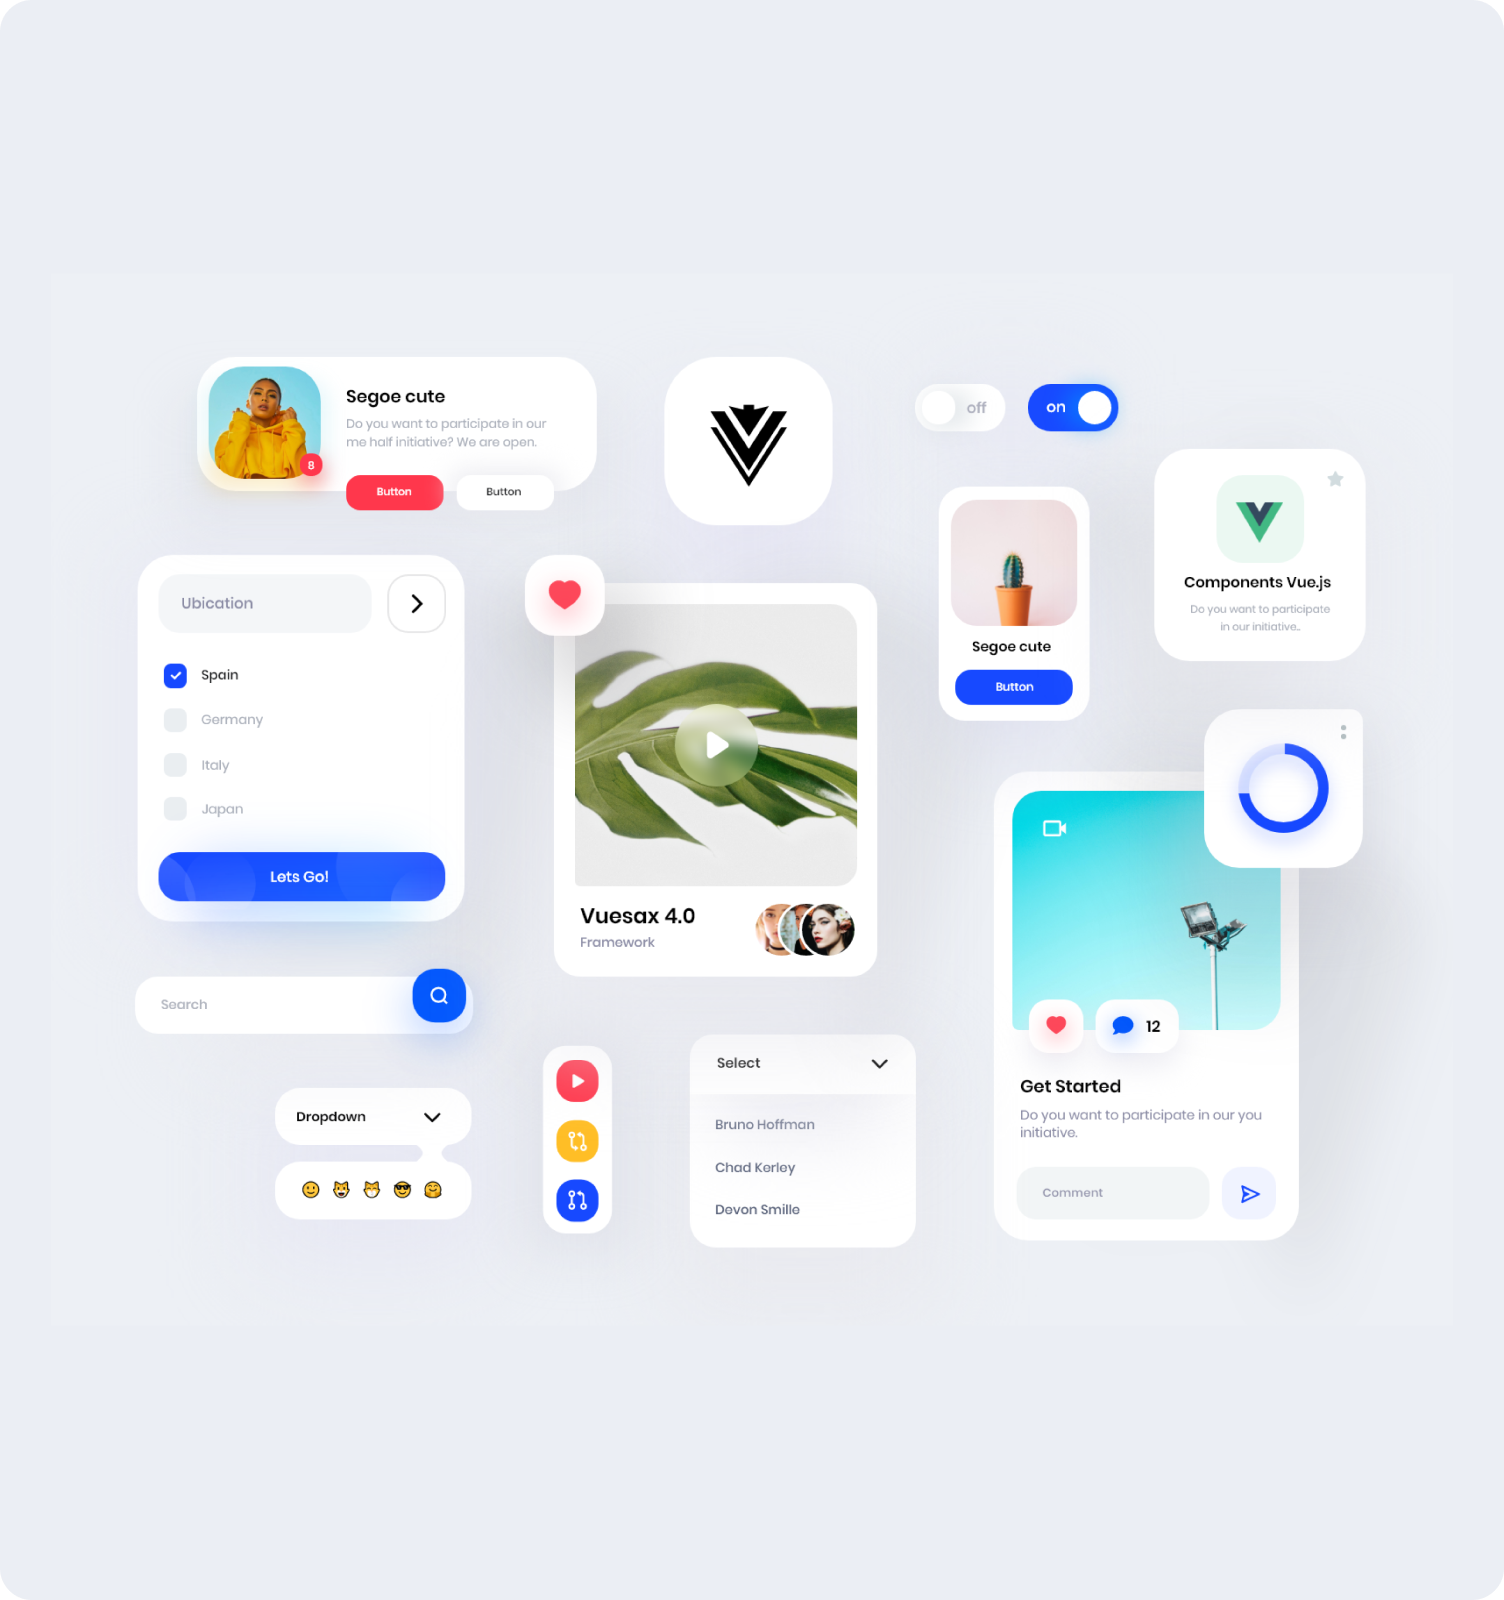 Segoe cute
Do you want to participate in our
me half initiative? We are open.
8
Button
Button
off
on
Ubication
Spain
Germany
Italy
Japan
Lets Go!
Vuesax 4.0
Framework
Segoe cute
Button
Components Vue.js
Do you want to participate
in our initiative..
Search
Dropdown
Select
Bruno Hoffman
Chad Kerley
Devon Smille
12
Get Started
Do you want to participate in our you
initiative.
Comment